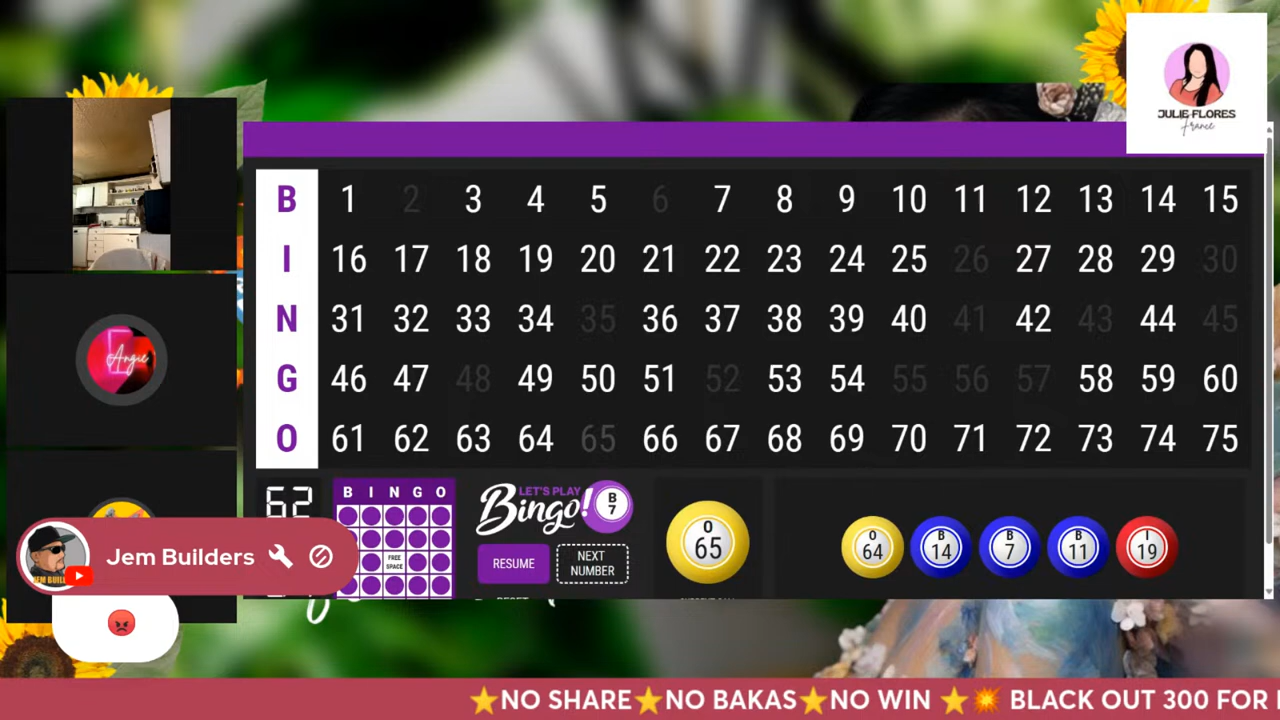 JULIE FLORES
France
B 1 2 3 4 5 6 7 8 9 10 11 12 13 14 15
I 16 17 18 19 20 21 22 23 24 25 26 27 28 29 30
N 31 32 33 34 35 36 37 38 39 40 41 42 43 44 45
G 46 47 48 49 50 51 52 53 54 55 56 57 58 59 60
O 61 62 63 64 65 66 67 68 69 70 71 72 73 74 75
Angie
62
B I N G O
FREE
SPACE
LET'S PLAY
Bingo!
B
7
RESUME
NEXT
NUMBER
O
65
O
64
B
14
B
7
B
11
I
19
Jem Builders
⭐NO SHARE⭐NO BAKAS⭐NO WIN ⭐💥 BLACK OUT 300 FOR